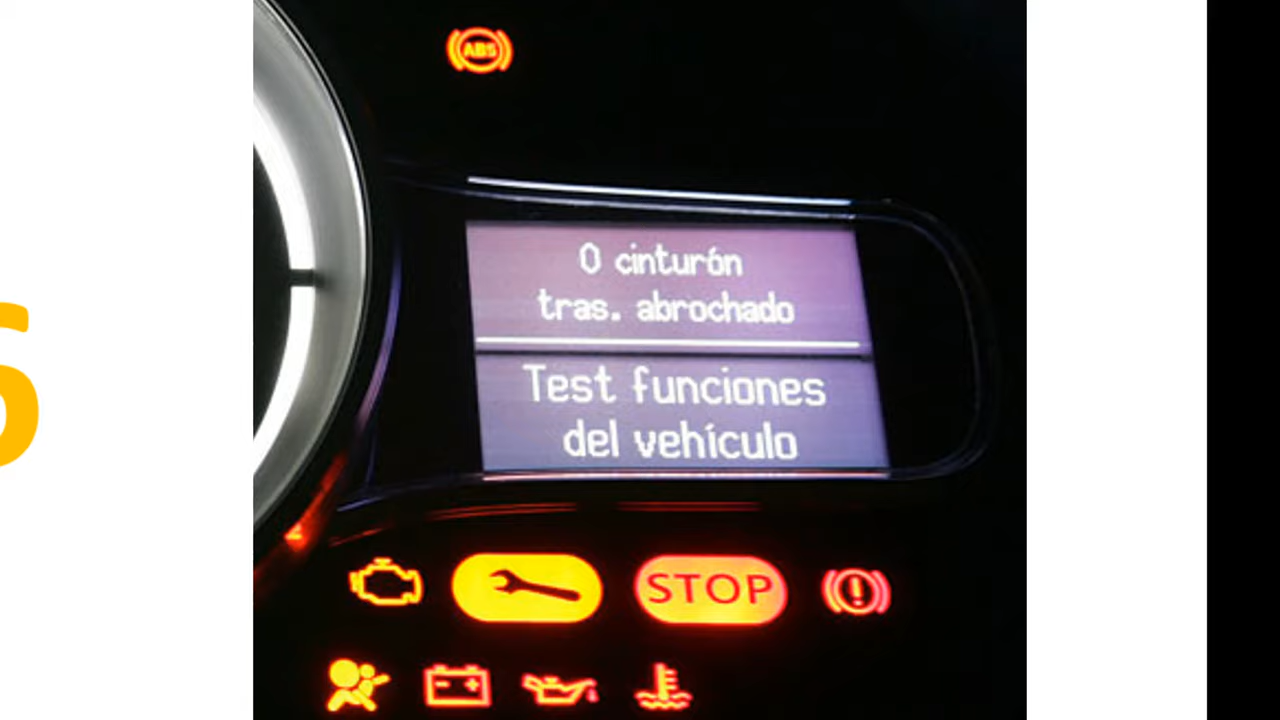 ABS
0 cinturón
tras. abrochado
Test funciones
del vehículo
STOP